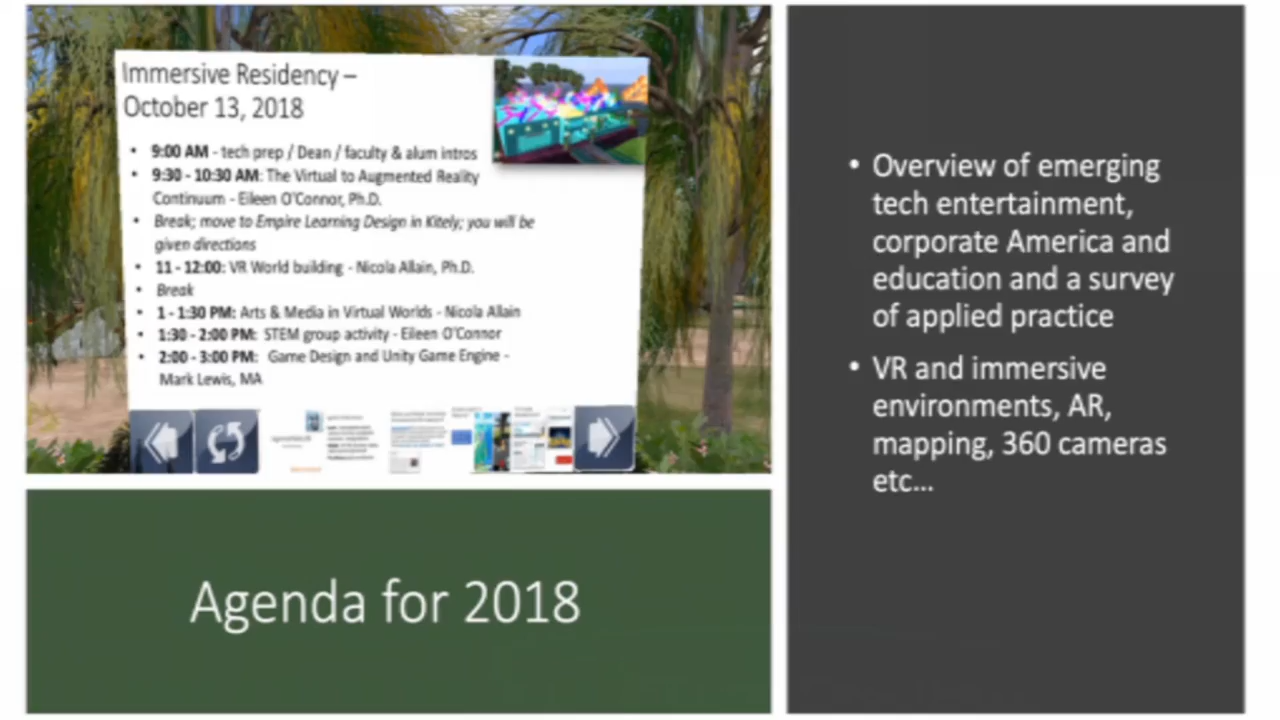 Immersive Residency –
October 13, 2018
• 9:00 AM - tech prep / Dean / faculty & alum intros
• 9:30 - 10:30 AM: The Virtual to Augmented Reality
Continuum - Eileen O'Connor, Ph.D.
• Break; move to Empire Learning Design in Kitely; you will be
given directions
• 11 - 12:00: VR World building - Nicola Allain, Ph.D.
• Break
• 1 - 1:30 PM: Arts & Media in Virtual Worlds - Nicola Allain
• 1:30 - 2:00 PM: STEM group activity - Eileen O'Connor
• 2:00 - 3:00 PM: Game Design and Unity Game Engine -
Mark Lewis, MA
Agenda for 2018
• Overview of emerging
tech entertainment,
corporate America and
education and a survey
of applied practice
• VR and immersive
environments, AR,
mapping, 360 cameras
etc...